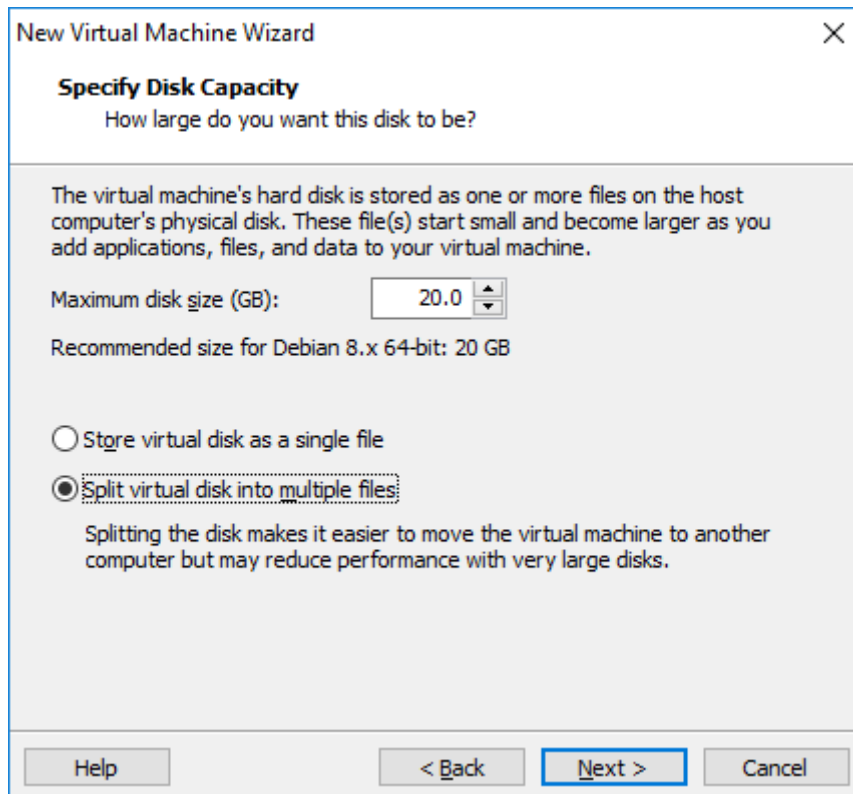 New Virtual Machine Wizard
Specify Disk Capacity
How large do you want this disk to be?
The virtual machine's hard disk is stored as one or more files on the host
computer's physical disk. These file(s) start small and become larger as you
add applications, files, and data to your virtual machine.
Maximum disk size (GB): 20.0
Recommended size for Debian 8.x 64-bit: 20 GB
Store virtual disk as a single file
Split virtual disk into multiple files
Splitting the disk makes it easier to move the virtual machine to another
computer but may reduce performance with very large disks.
Help < Back Next > Cancel